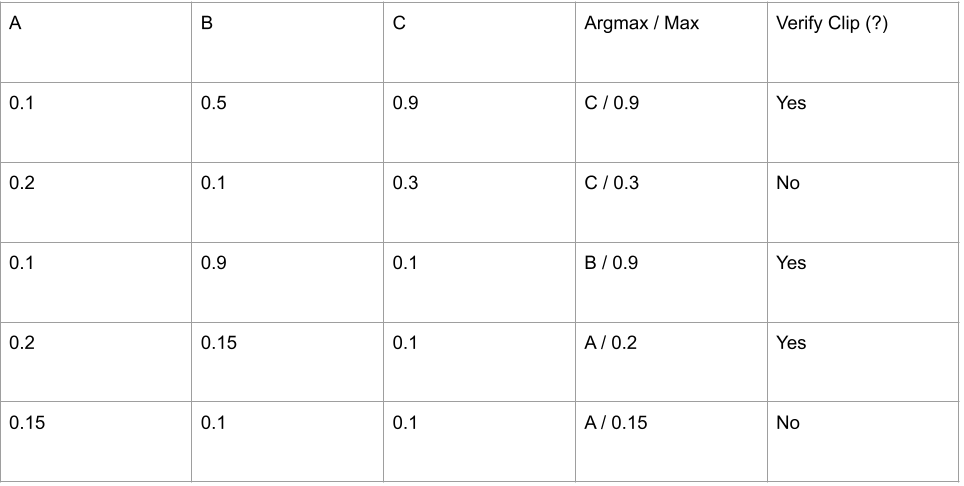 A B C Argmax / Max Verify Clip (?)
0.1 0.5 0.9 C / 0.9 Yes
0.2 0.1 0.3 C / 0.3 No
0.1 0.9 0.1 B / 0.9 Yes
0.2 0.15 0.1 A / 0.2 Yes
0.15 0.1 0.1 A / 0.15 No